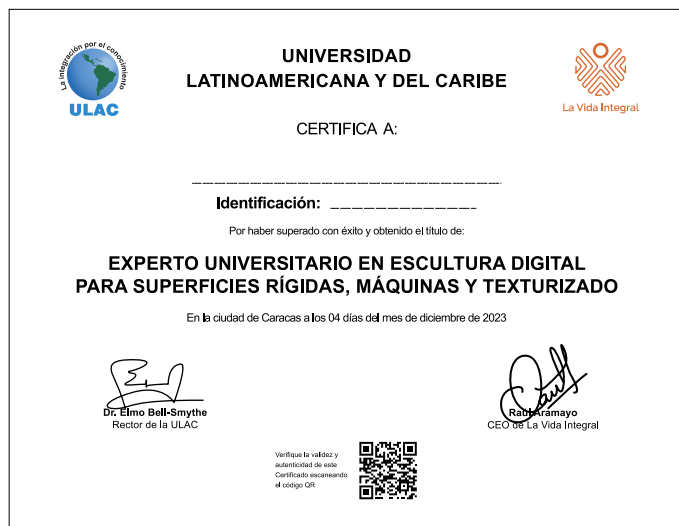 La integración por el conocimiento
ULAC
UNIVERSIDAD
LATINOAMERICANA Y DEL CARIBE
La Vida Integral
CERTIFICA A:
Identificación:
Por haber superado con éxito y obtenido el título de:
EXPERTO UNIVERSITARIO EN ESCULTURA DIGITAL
PARA SUPERFICIES RÍGIDAS, MÁQUINAS Y TEXTURIZADO
En la ciudad de Caracas a los 04 días del mes de diciembre de 2023
Dr. Elmo Bell-Smythe
Rector de la ULAC
Raúl Aramayo
CEO de La Vida Integral
Verifique la validez y
autenticidad de este
Certificado escaneando
el código QR